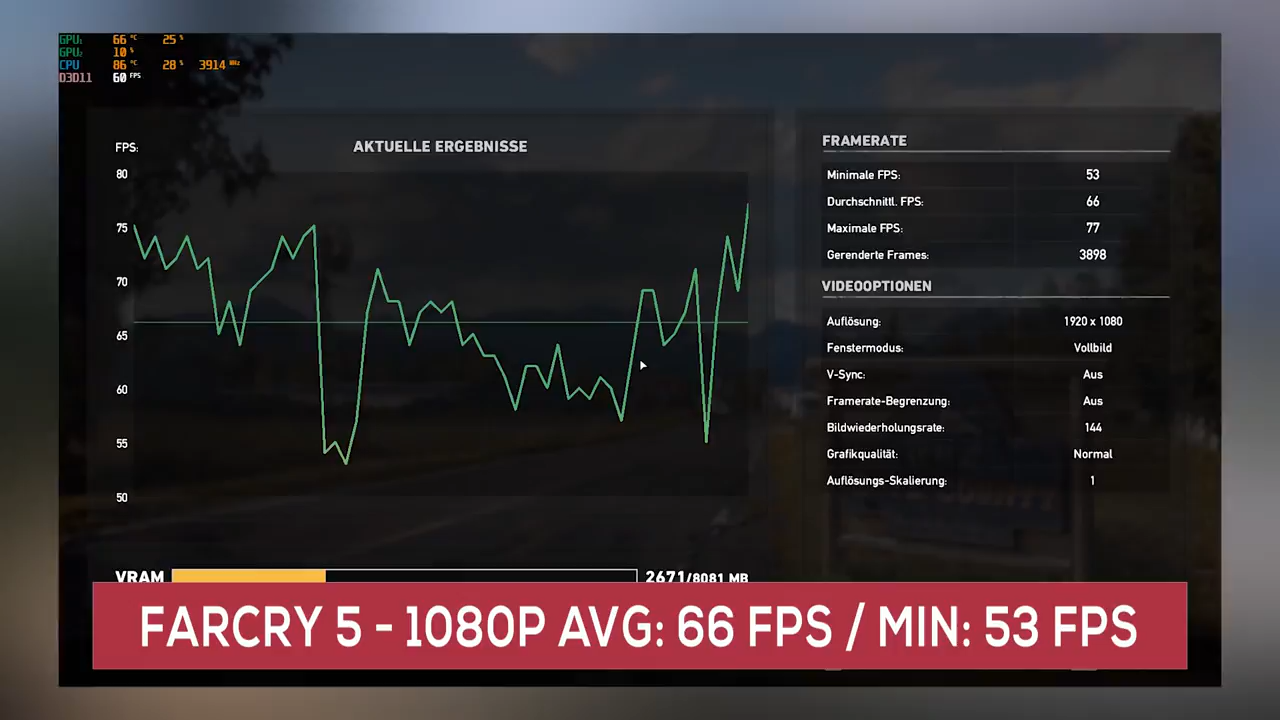 GPU₁ 66 °C 25 %
GPU₂ 10 %
CPU 86 °C 28 % 3914 MHz
D3D11 60 FPS
FPS: AKTUELLE ERGEBNISSE
80
75
70
65
60
55
50
FRAMERATE
Minimale FPS: 53
Durchschnittl. FPS: 66
Maximale FPS: 77
Gerenderte Frames: 3898
VIDEOOPTIONEN
Auflösung: 1920 x 1080
Fenstermodus: Vollbild
V-Sync: Aus
Framerate-Begrenzung: Aus
Bildwiederholungsrate: 144
Grafikqualität: Normal
Auflösungs-Skalierung: 1
VRAM 2671/8081 MB
FARCRY 5 - 1080P AVG: 66 FPS / MIN: 53 FPS